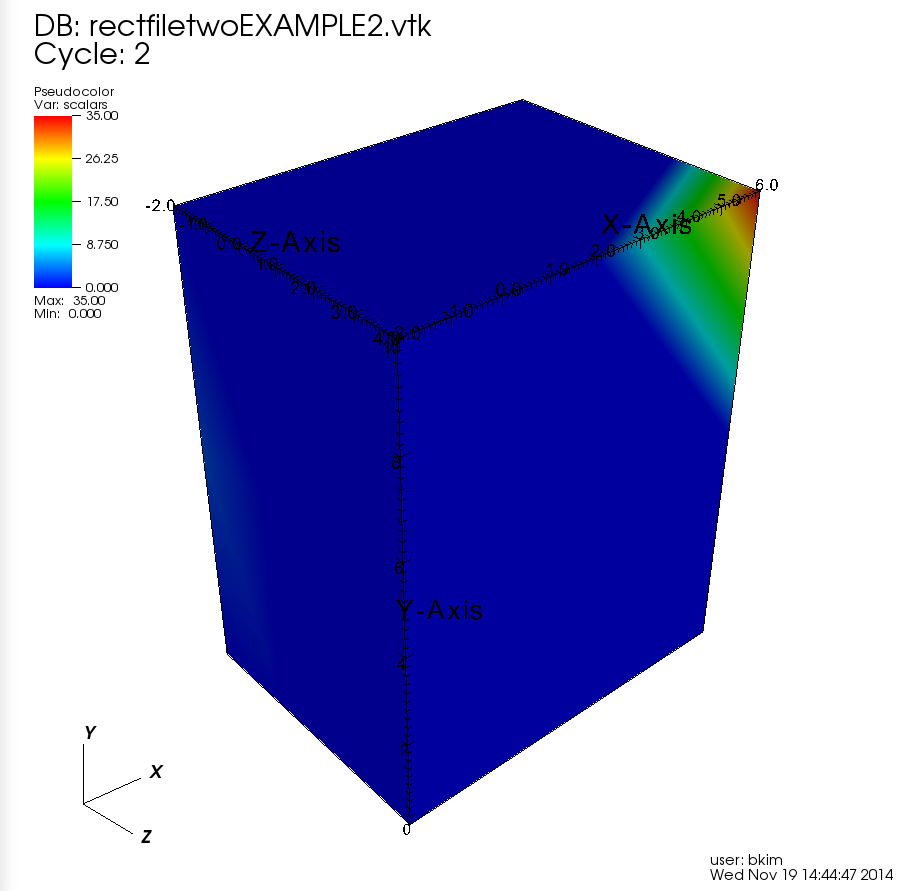 DB: rectfiletwoEXAMPLE2.vtk
Cycle: 2
Pseudocolor
Var: scalars
35.00
26.25
17.50
8.750
0.000
Max: 35.00
Min: 0.000
6.0
-2.0
5.0
4.0
X-Axis
Z-Axis
0.0
1.0
2.0
3.0
8
6
Y-Axis
4
0
Y
X
Z
user: bkim
Wed Nov 19 14:44:47 2014